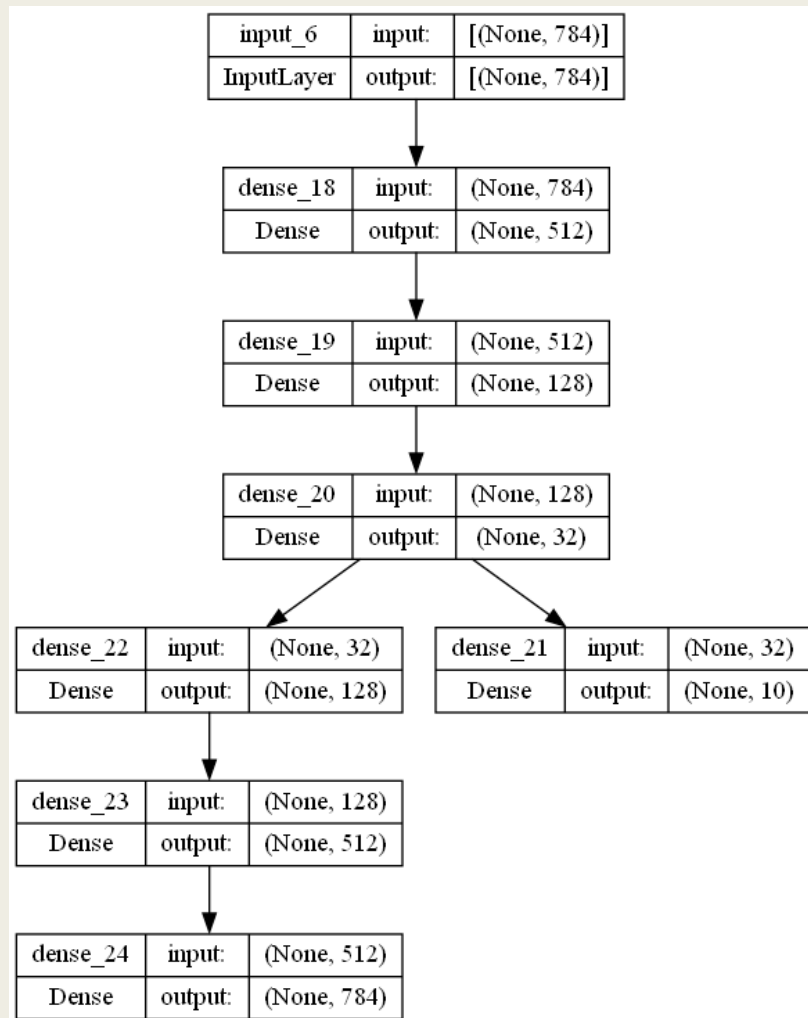 input_6 input: [(None, 784)]
InputLayer output: [(None, 784)]
dense_18 input: (None, 784)
Dense output: (None, 512)
dense_19 input: (None, 512)
Dense output: (None, 128)
dense_20 input: (None, 128)
Dense output: (None, 32)
dense_22 input: (None, 32)
Dense output: (None, 128)
dense_21 input: (None, 32)
Dense output: (None, 10)
dense_23 input: (None, 128)
Dense output: (None, 512)
dense_24 input: (None, 512)
Dense output: (None, 784)